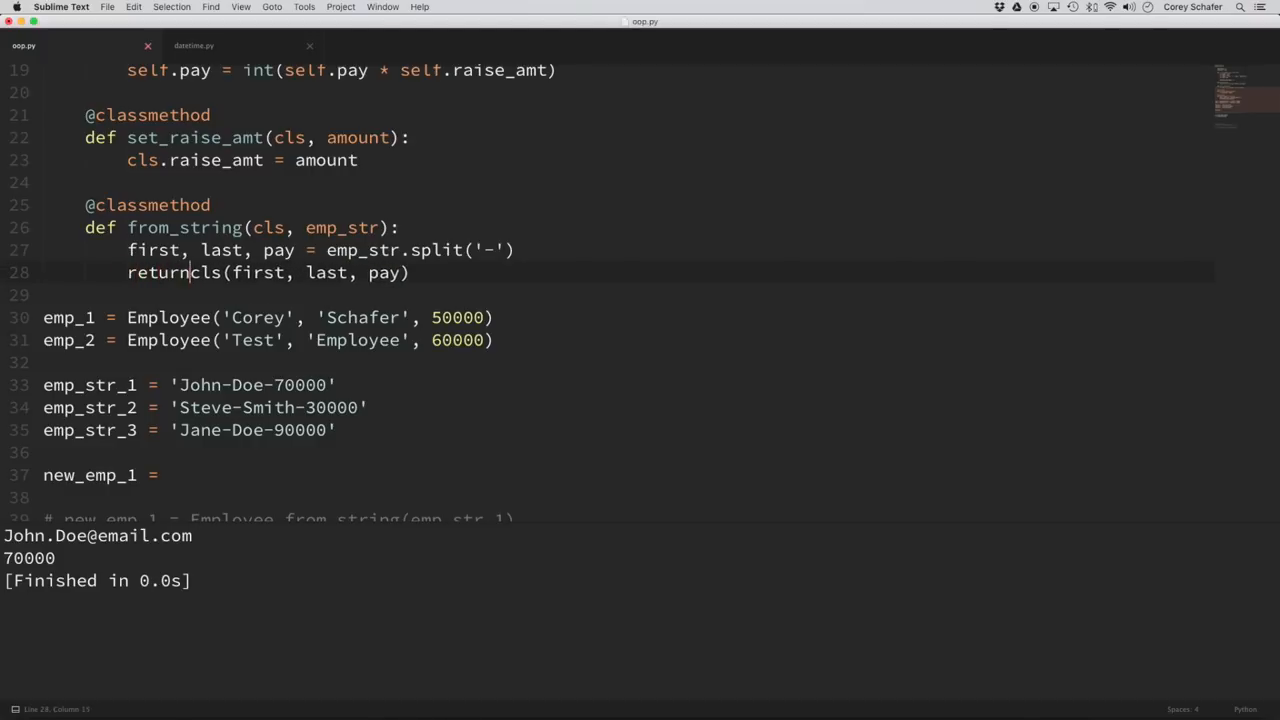 Sublime Text File Edit Selection Find View Goto Tools Project Window Help Corey Schafer
oop.py
oop.py datetime.py
19 self.pay = int(self.pay * self.raise_amt)
20
21 @classmethod
22 def set_raise_amt(cls, amount):
23 cls.raise_amt = amount
24
25 @classmethod
26 def from_string(cls, emp_str):
27 first, last, pay = emp_str.split('-')
28 returncls(first, last, pay)
29
30 emp_1 = Employee('Corey', 'Schafer', 50000)
31 emp_2 = Employee('Test', 'Employee', 60000)
32
33 emp_str_1 = 'John-Doe-70000'
34 emp_str_2 = 'Steve-Smith-30000'
35 emp_str_3 = 'Jane-Doe-90000'
36
37 new_emp_1 =
38
39 # new_emp_1 = Employee.from_string(emp_str_1)
John.Doe@email.com
70000
[Finished in 0.0s]
Line 28, Column 15 Spaces: 4 Python